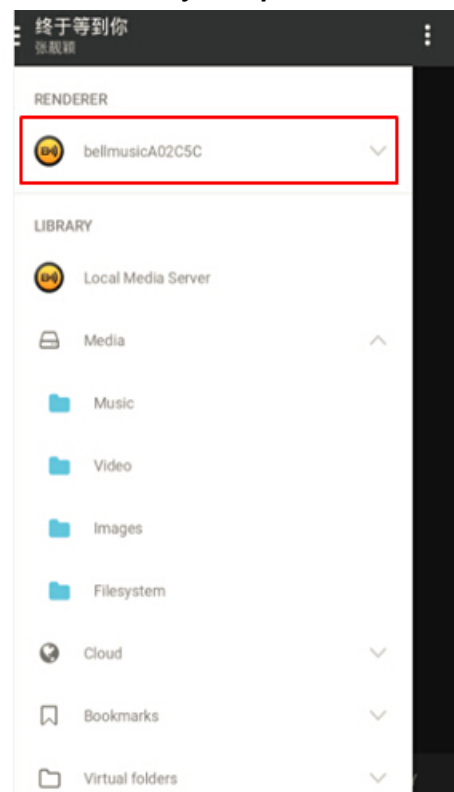 终于等到你
张靓颖
RENDERER
bellmusicA02C5C
LIBRARY
Local Media Server
Media
Music
Video
Images
Filesystem
Cloud
Bookmarks
Virtual folders